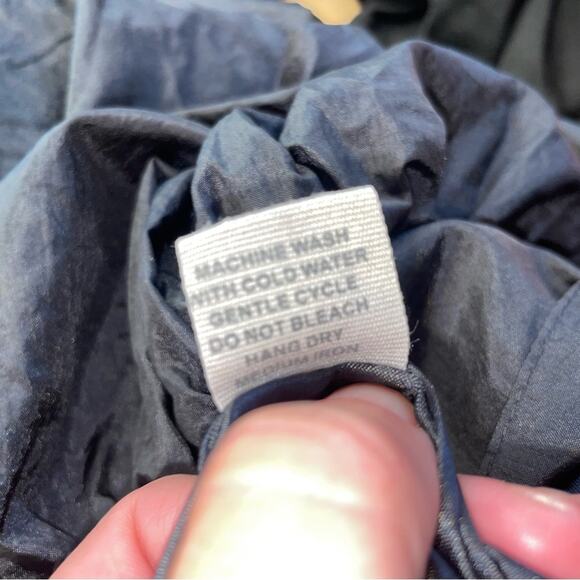 MACHINE WASH
WITH COLD WATER
GENTLE CYCLE
DO NOT BLEACH
HANG DRY
MEDIUM IRON